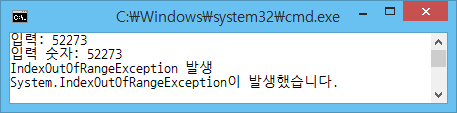 C:₩Windows₩system32₩cmd.exe
입력: 52273
입력 숫자: 52273
IndexOutOfRangeException 발생
System.IndexOutOfRangeException이 발생했습니다.